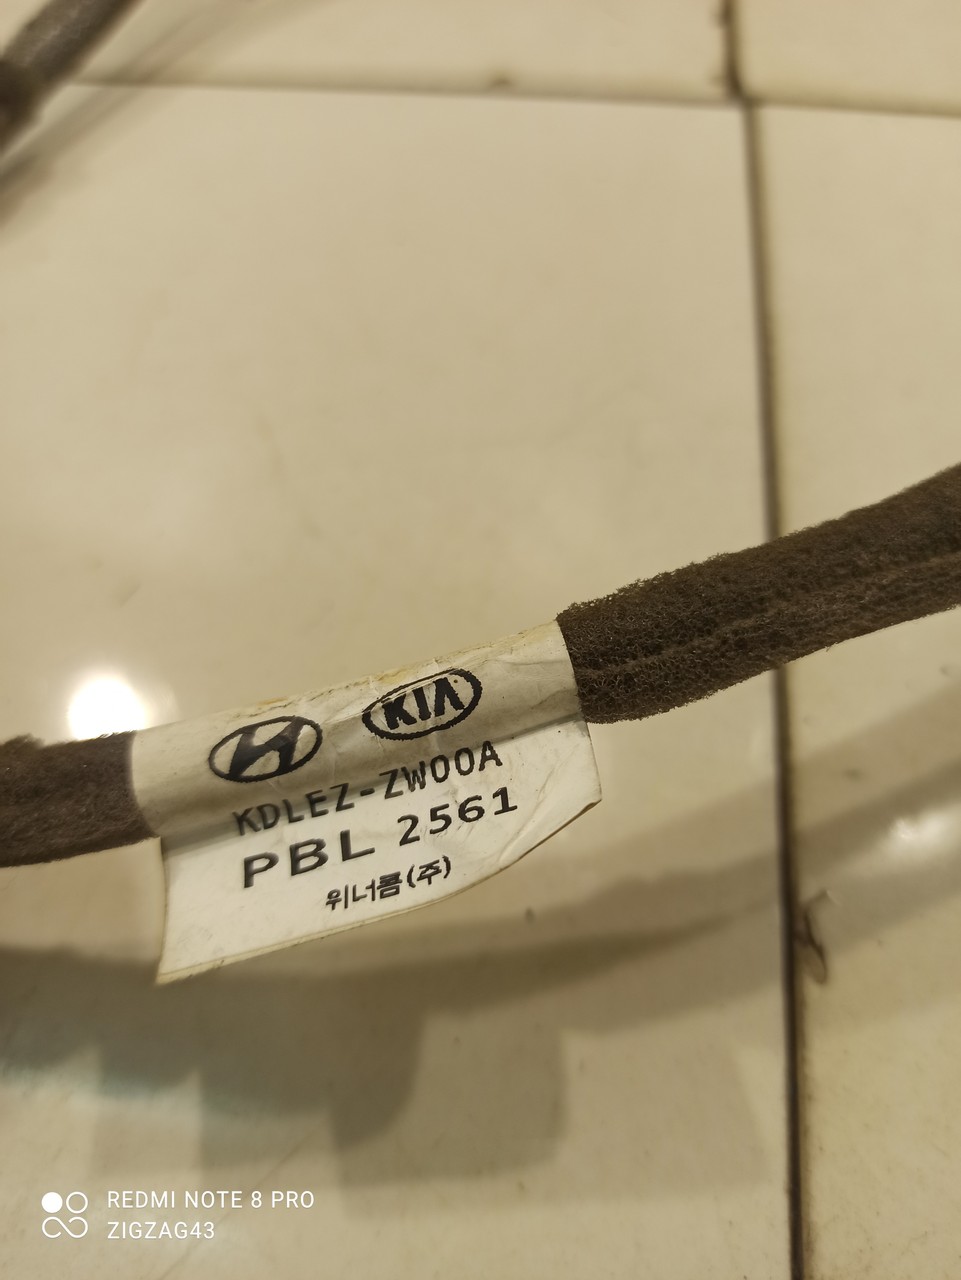 KIA
KDLEZ-ZW00A
PBL 2561
위너콤(주)
REDMI NOTE 8 PRO
ZIGZAG43